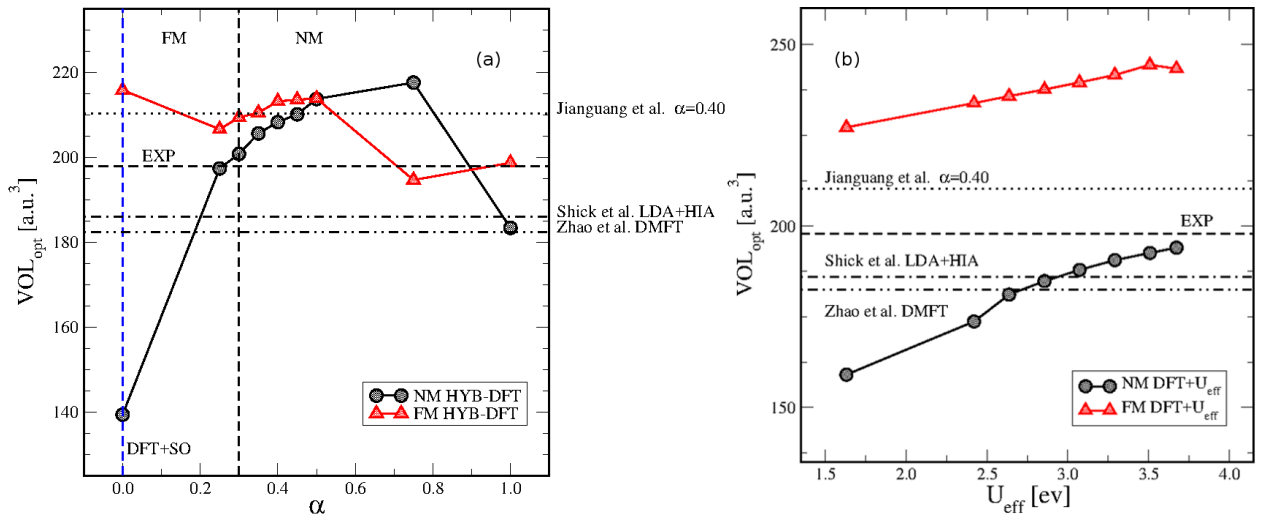 FM
NM
(a)
220
200
180
160
140
VOL_opt [a.u.^3]
EXP
DFT+SO
NM HYB-DFT
FM HYB-DFT
0.0
0.2
0.4
0.6
0.8
1.0
α
Jianguang et al. α=0.40
Shick et al. LDA+HIA
Zhao et al. DMFT
(b)
250
200
150
VOL_opt [a.u.^3]
Jianguang et al. α=0.40
EXP
Shick et al. LDA+HIA
Zhao et al. DMFT
NM DFT+U_eff
FM DFT+U_eff
1.5
2.0
2.5
3.0
3.5
4.0
U_eff [ev]